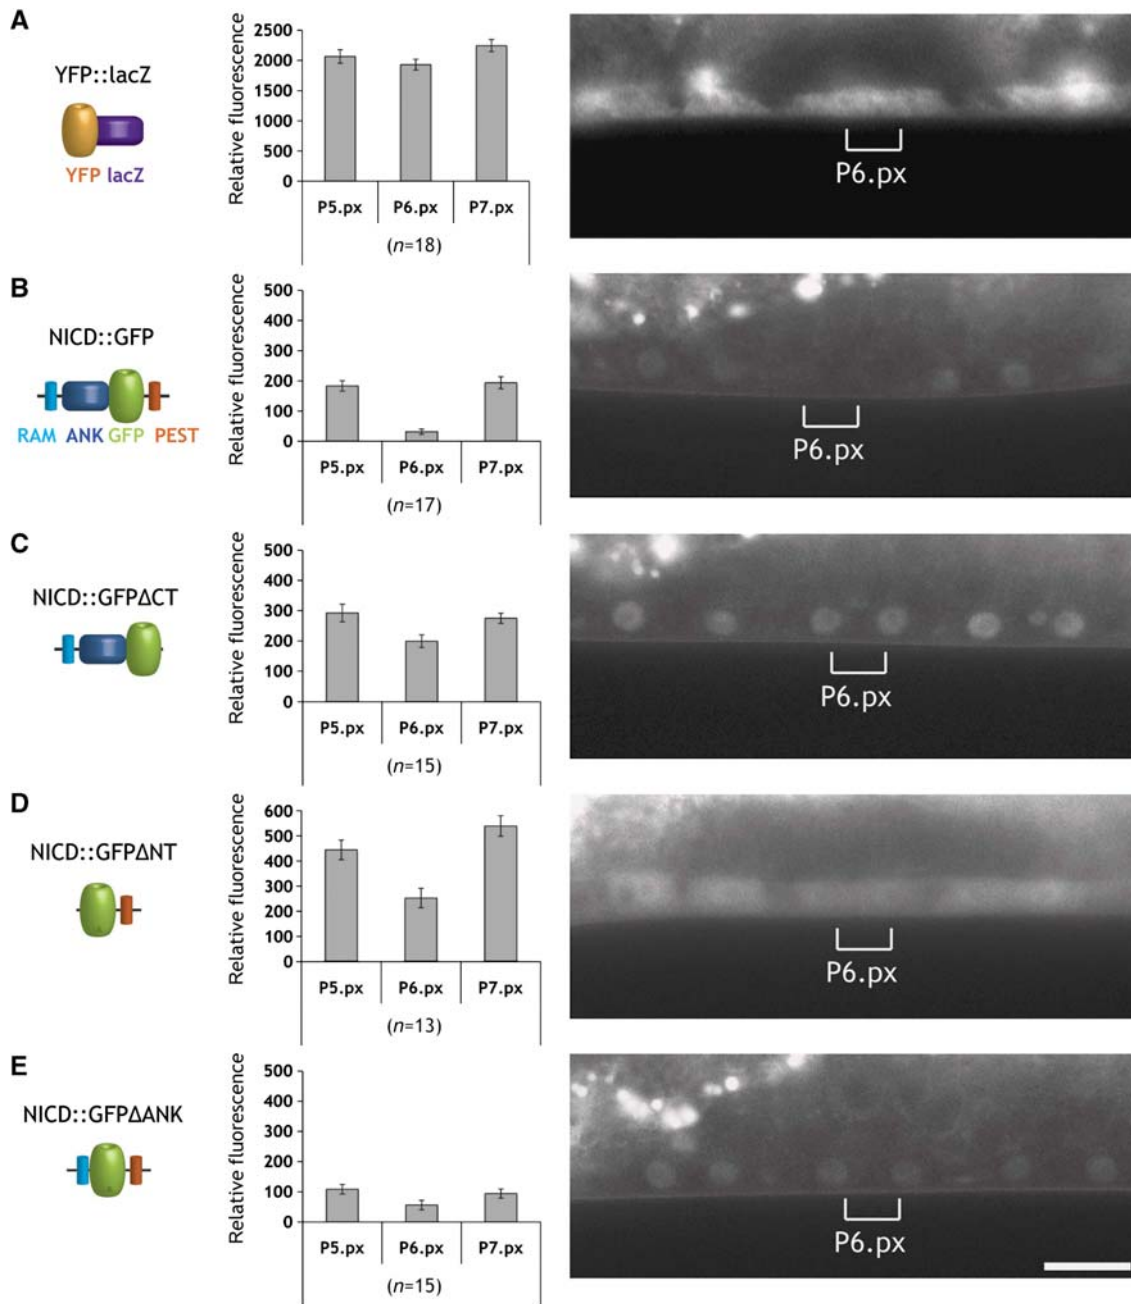 A
YFP::lacZ
YFP lacZ
Relative fluorescence
2500
2000
1500
1000
500
0
P5.px P6.px P7.px
(n=18)
P6.px
B
NICD::GFP
RAM ANK GFP PEST
Relative fluorescence
500
400
300
200
100
0
P5.px P6.px P7.px
(n=17)
P6.px
C
NICD::GFPΔCT
Relative fluorescence
500
400
300
200
100
0
P5.px P6.px P7.px
(n=15)
P6.px
D
NICD::GFPΔNT
Relative fluorescence
600
500
400
300
200
100
0
P5.px P6.px P7.px
(n=13)
P6.px
E
NICD::GFPΔANK
Relative fluorescence
500
400
300
200
100
0
P5.px P6.px P7.px
(n=15)
P6.px